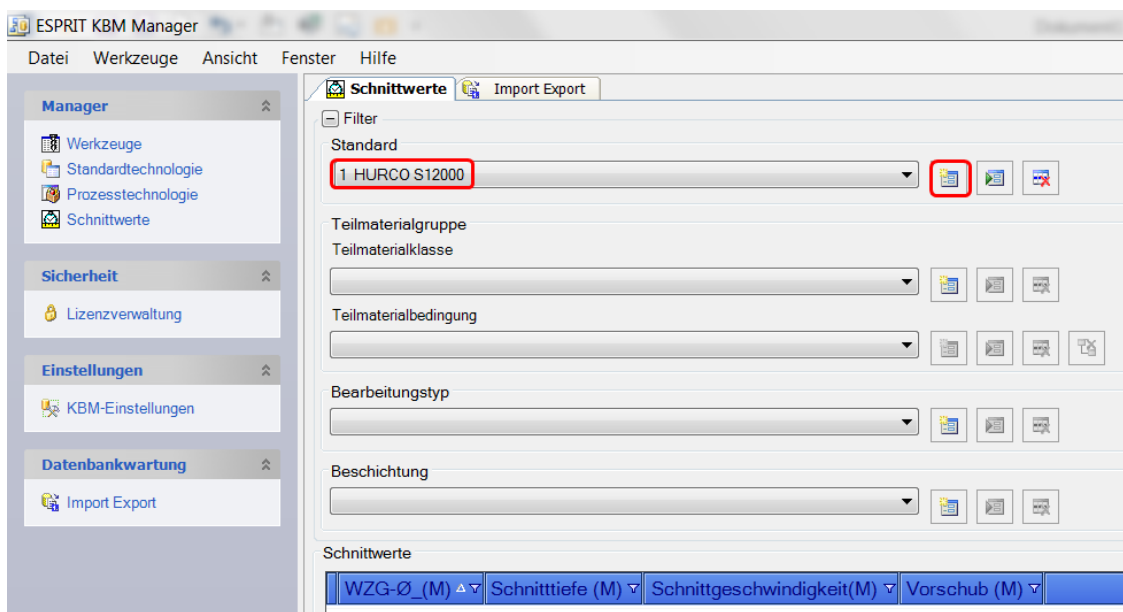 ESPRIT KBM Manager
Datei Werkzeuge Ansicht Fenster Hilfe
Manager
Werkzeuge
Standardtechnologie
Prozesstechnologie
Schnittwerte
Sicherheit
Lizenzverwaltung
Einstellungen
KBM-Einstellungen
Datenbankwartung
Import Export
Schnittwerte Import Export
Filter
Standard
1 HURCO S12000
Teilmaterialgruppe
Teilmaterialklasse
Teilmaterialbedingung
Bearbeitungstyp
Beschichtung
Schnittwerte
WZG-Ø_(M) Schnitttiefe (M) Schnittgeschwindigkeit(M) Vorschub (M)